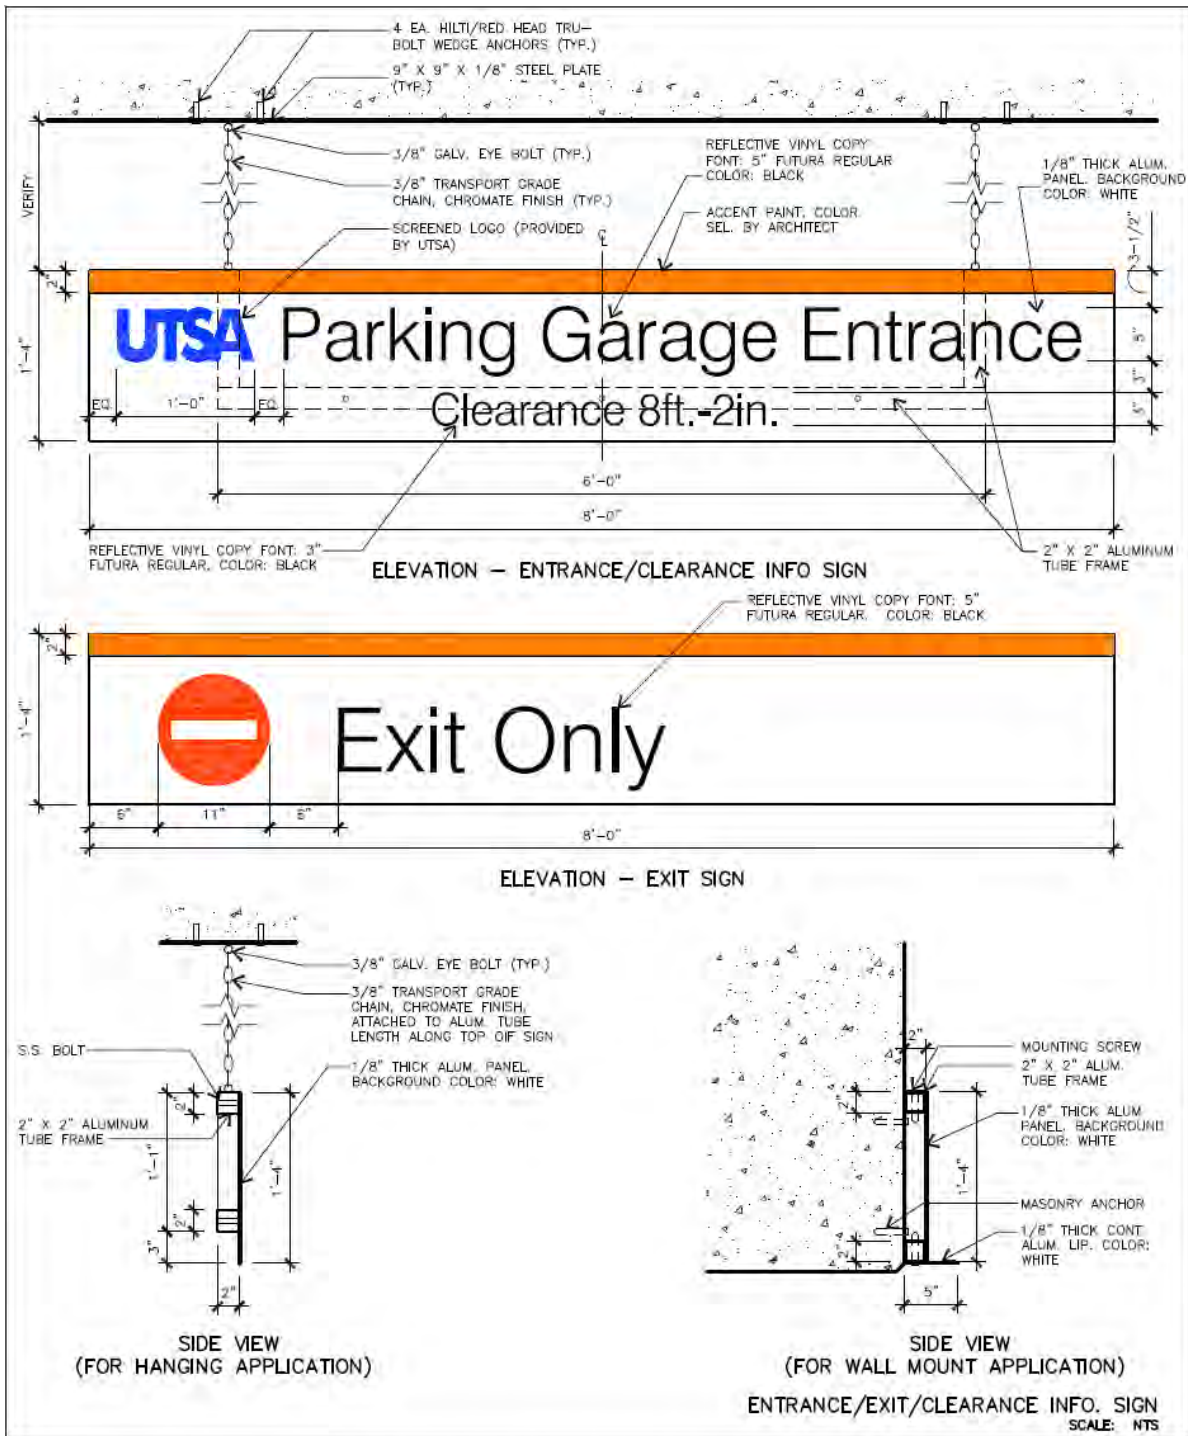 4 EA. HILTI/RED HEAD TRU-
BOLT WEDGE ANCHORS (TYP.)
9" X 9" X 1/8" STEEL PLATE
(TYP.)
3/8" GALV. EYE BOLT (TYP.)
3/8" TRANSPORT GRADE
CHAIN, CHROMATE FINISH (TYP.)
SCREENED LOGO (PROVIDED
BY UTSA)
REFLECTIVE VINYL COPY
FONT: 5" FUTURA REGULAR
COLOR: BLACK
ACCENT PAINT. COLOR
SEL. BY ARCHITECT
1/8" THICK ALUM.
PANEL. BACKGROUND
COLOR: WHITE
VERIFY
℄
2"
1'-4"
3-1/2"
5"
3"
3"
UTSA Parking Garage Entrance
EQ.
1'-0"
EQ.
Clearance 8ft.-2in.
6'-0"
8'-0"
REFLECTIVE VINYL COPY FONT: 3"
FUTURA REGULAR. COLOR: BLACK
2" X 2" ALUMINUM
TUBE FRAME
ELEVATION – ENTRANCE/CLEARANCE INFO SIGN
REFLECTIVE VINYL COPY FONT: 5"
FUTURA REGULAR. COLOR: BLACK
2"
1'-4"
Exit Only
6"
11"
6"
8'-0"
ELEVATION – EXIT SIGN
3/8" GALV. EYE BOLT (TYP.)
3/8" TRANSPORT GRADE
CHAIN, CHROMATE FINISH,
ATTACHED TO ALUM. TUBE
LENGTH ALONG TOP OIF SIGN
S.S. BOLT
1/8" THICK ALUM. PANEL.
BACKGROUND COLOR: WHITE
2" X 2" ALUMINUM
TUBE FRAME
2"
1'-1"
1'-4"
2"
3"
2"
SIDE VIEW
(FOR HANGING APPLICATION)
2"
MOUNTING SCREW
2" X 2" ALUM.
TUBE FRAME
2"
1/8" THICK ALUM
PANEL. BACKGROUND
COLOR: WHITE
1'-4"
MASONRY ANCHOR
2"
1/8" THICK CONT
ALUM. LIP. COLOR:
WHITE
5"
SIDE VIEW
(FOR WALL MOUNT APPLICATION)
ENTRANCE/EXIT/CLEARANCE INFO. SIGN
SCALE: NTS